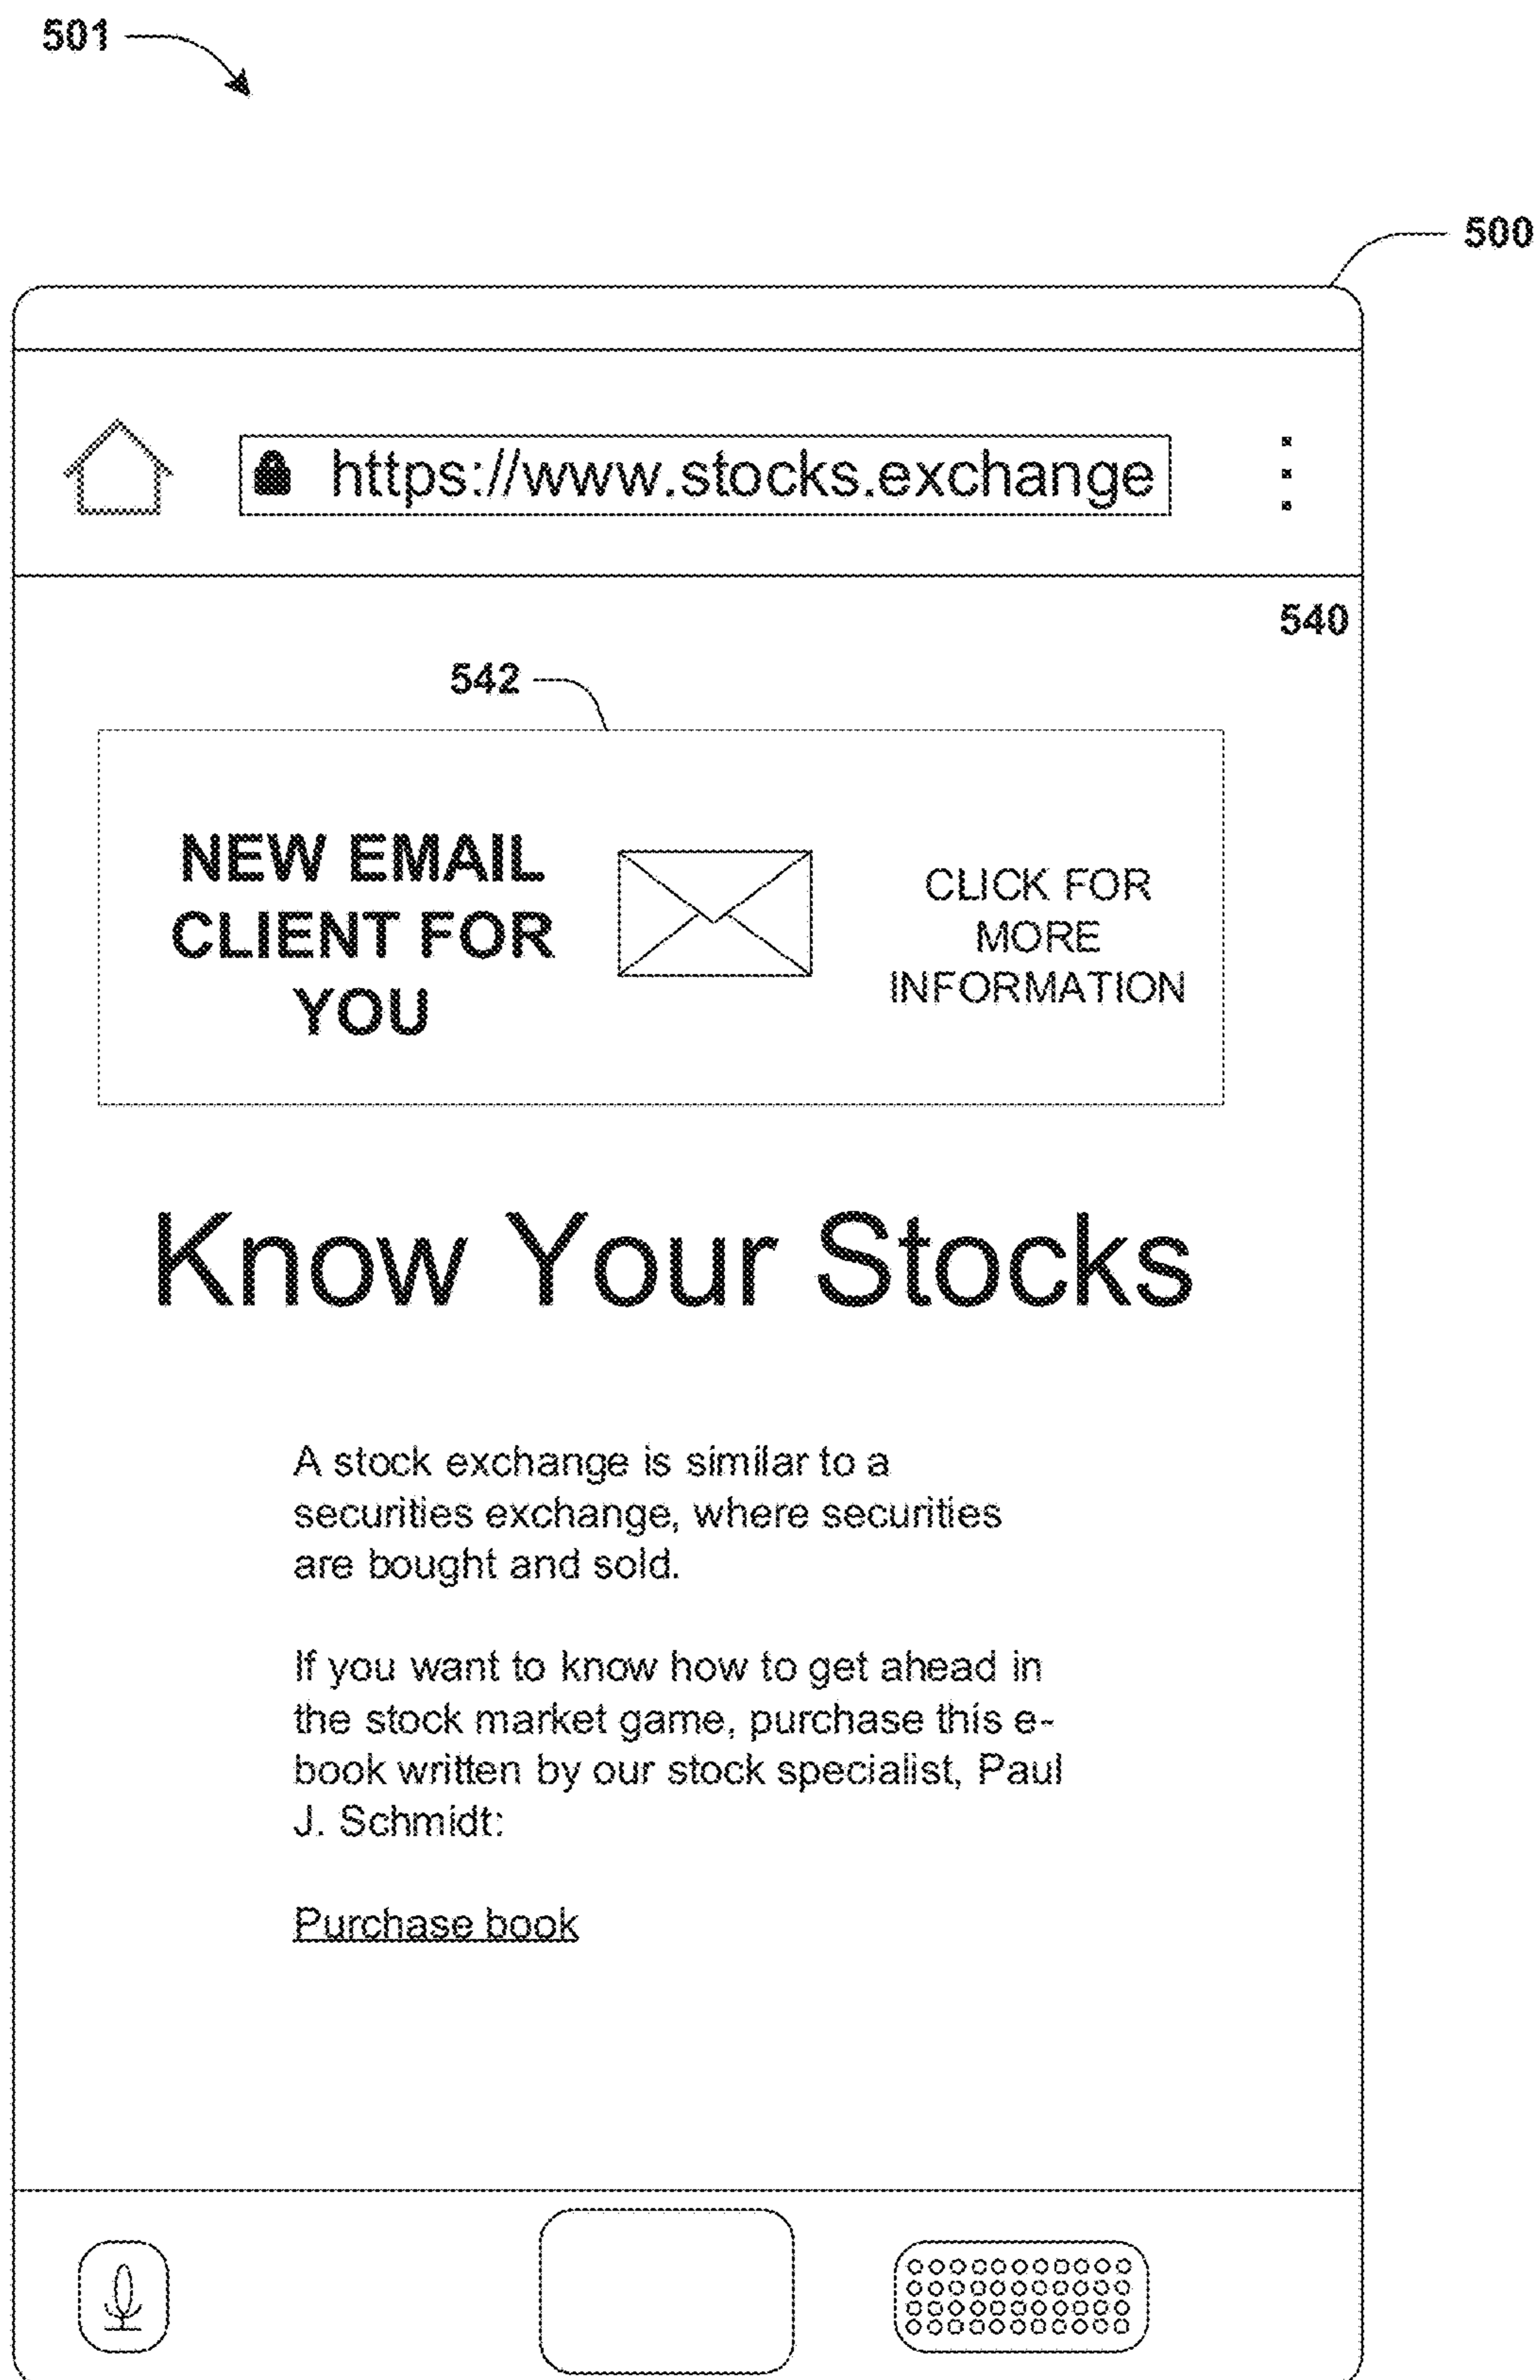 501
500
https://www.stocks.exchange
540
542
NEW EMAIL
CLIENT FOR
YOU
CLICK FOR
MORE
INFORMATION
Know Your Stocks
A stock exchange is similar to a
securities exchange, where securities
are bought and sold.
If you want to know how to get ahead in
the stock market game, purchase this e-
book written by our stock specialist, Paul
J. Schmidt:
Purchase book